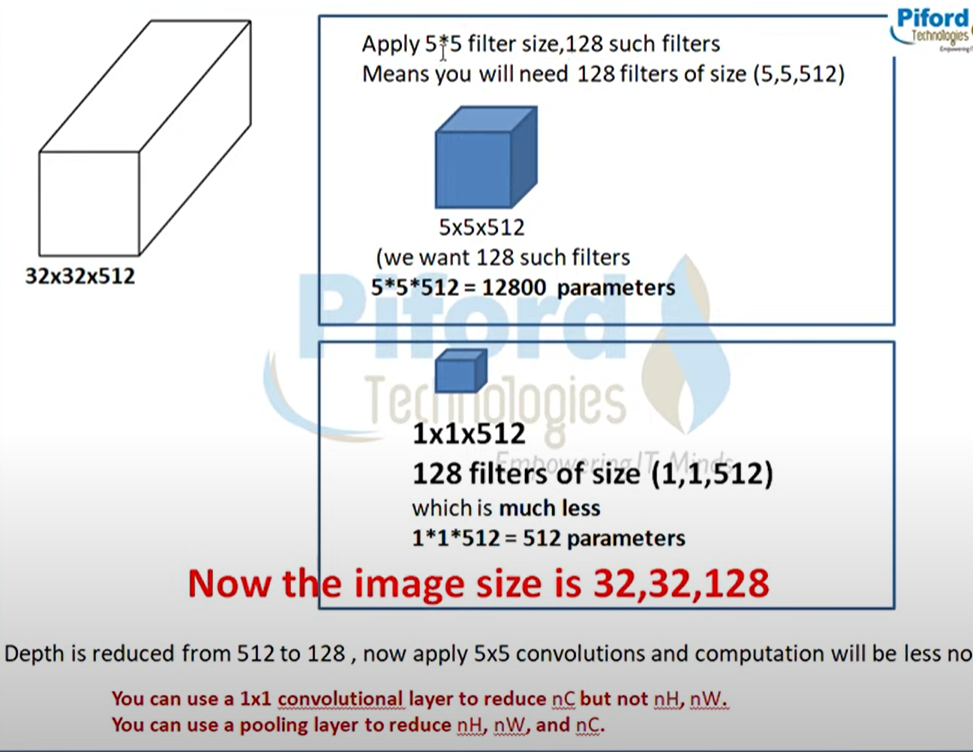 Piford
Technologies
Apply 5*5 filter size,128 such filters
Means you will need 128 filters of size (5,5,512)
5x5x512
(we want 128 such filters
5*5*512 = 12800 parameters
32x32x512
Piford
Technologies
Empowering IT Minds
1x1x512
128 filters of size (1,1,512)
which is much less
1*1*512 = 512 parameters
Now the image size is 32,32,128
Depth is reduced from 512 to 128 , now apply 5x5 convolutions and computation will be less no
You can use a 1x1 convolutional layer to reduce nC but not nH, nW.
You can use a pooling layer to reduce nH, nW, and nC.